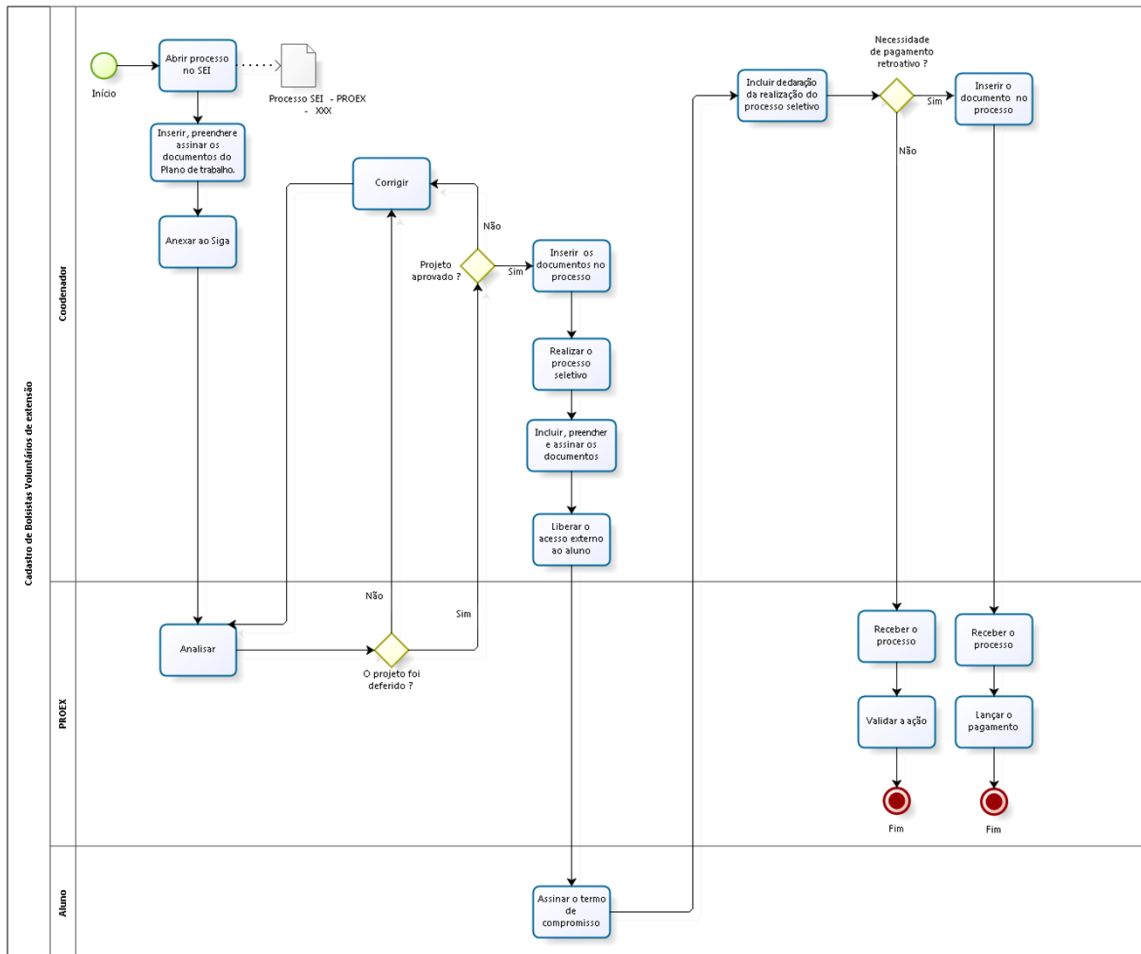 Cadastro de Bolsistas Voluntários de extensão
Coodenador
Início
Abrir processo
no SEI
Processo SEI - PROEX
- XXX
Inserir, preenchere
assinar os
documentos do
Plano de trabalho.
Anexar ao Siga
Corrigir
Não
Projeto
aprovado ?
Sim
Inserir os
documentos no
processo
Realizar o
processo
seletivo
Incluir, preencher
e assinar os
documentos
Liberar o
acesso externo
ao aluno
Incluir declaração
da realização do
processo seletivo
Necessidade
de pagamento
retroativo ?
Sim
Não
Inserir o
documento no
processo
PROEX
Analisar
Não
Sim
O projeto foi
deferido ?
Receber o
processo
Validar a ação
Fim
Receber o
processo
Lançar o
pagamento
Fim
Aluno
Assinar o termo
de
compromisso